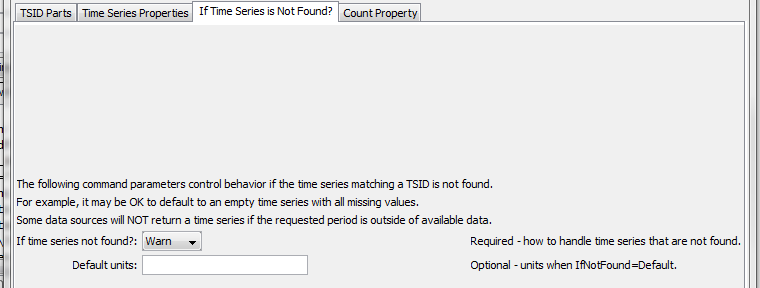 TSID Parts Time Series Properties If Time Series is Not Found? Count Property
The following command parameters control behavior if the time series matching a TSID is not found.
For example, it may be OK to default to an empty time series with all missing values.
Some data sources will NOT return a time series if the requested period is outside of available data.
If time series not found?: Warn Required - how to handle time series that are not found.
Default units: Optional - units when IfNotFound=Default.